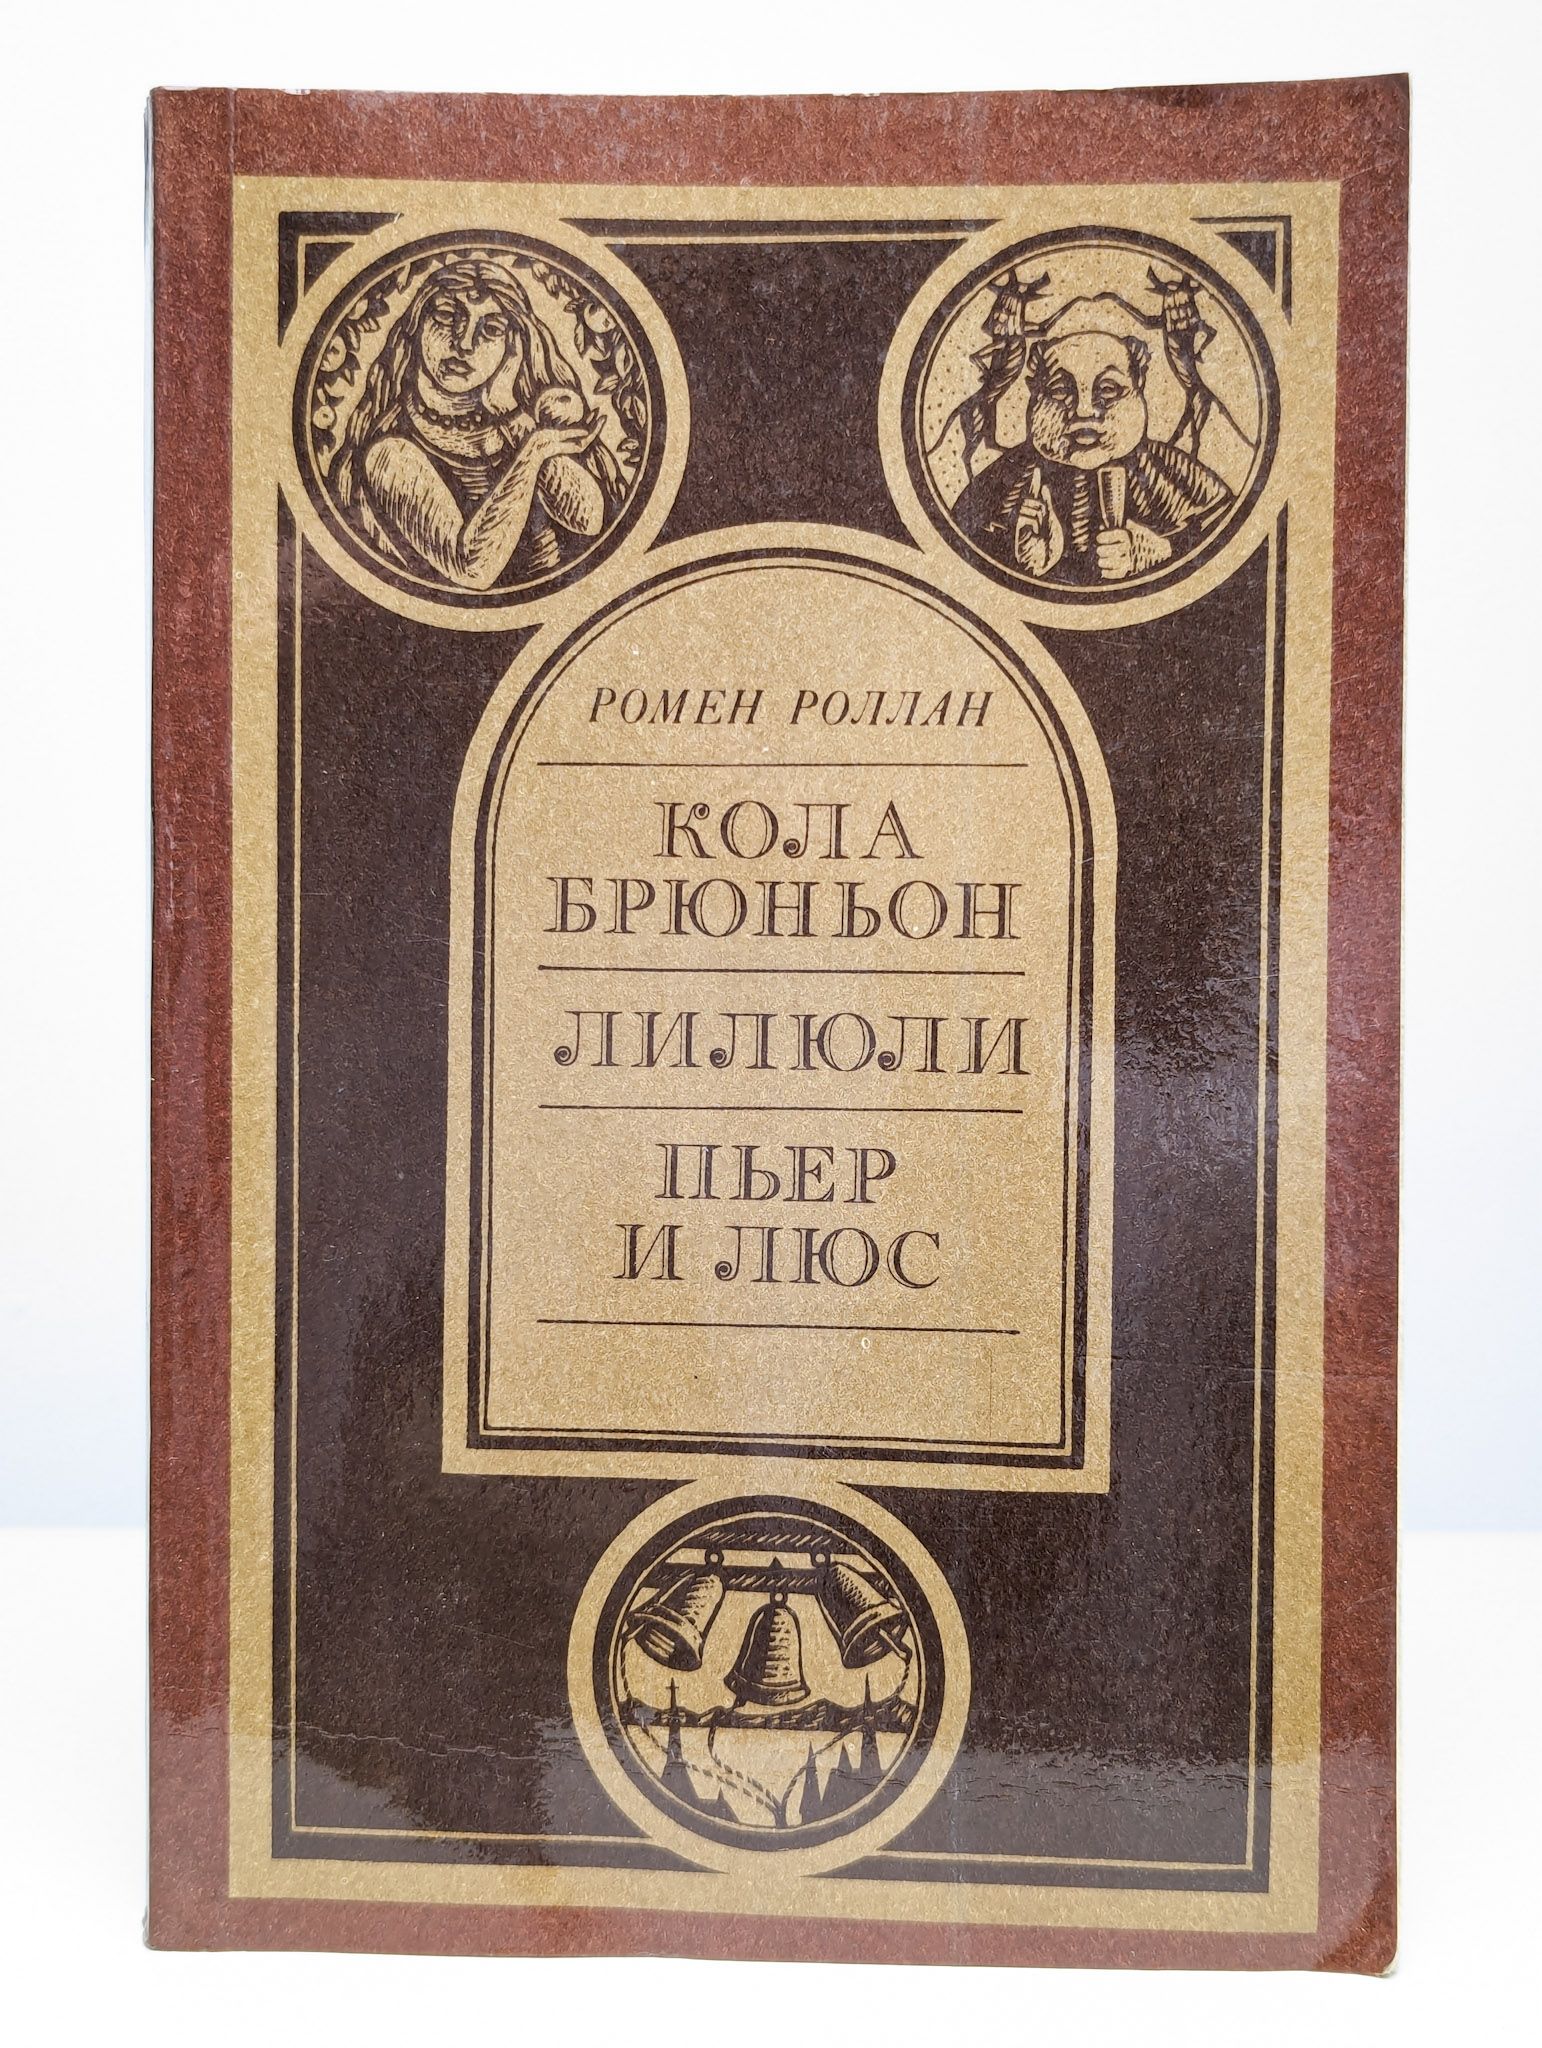 РОМЕН РОЛЛАН
КОЛА
БРЮНЬОН
ЛИЛЮЛИ
ПЬЕР
И ЛЮС